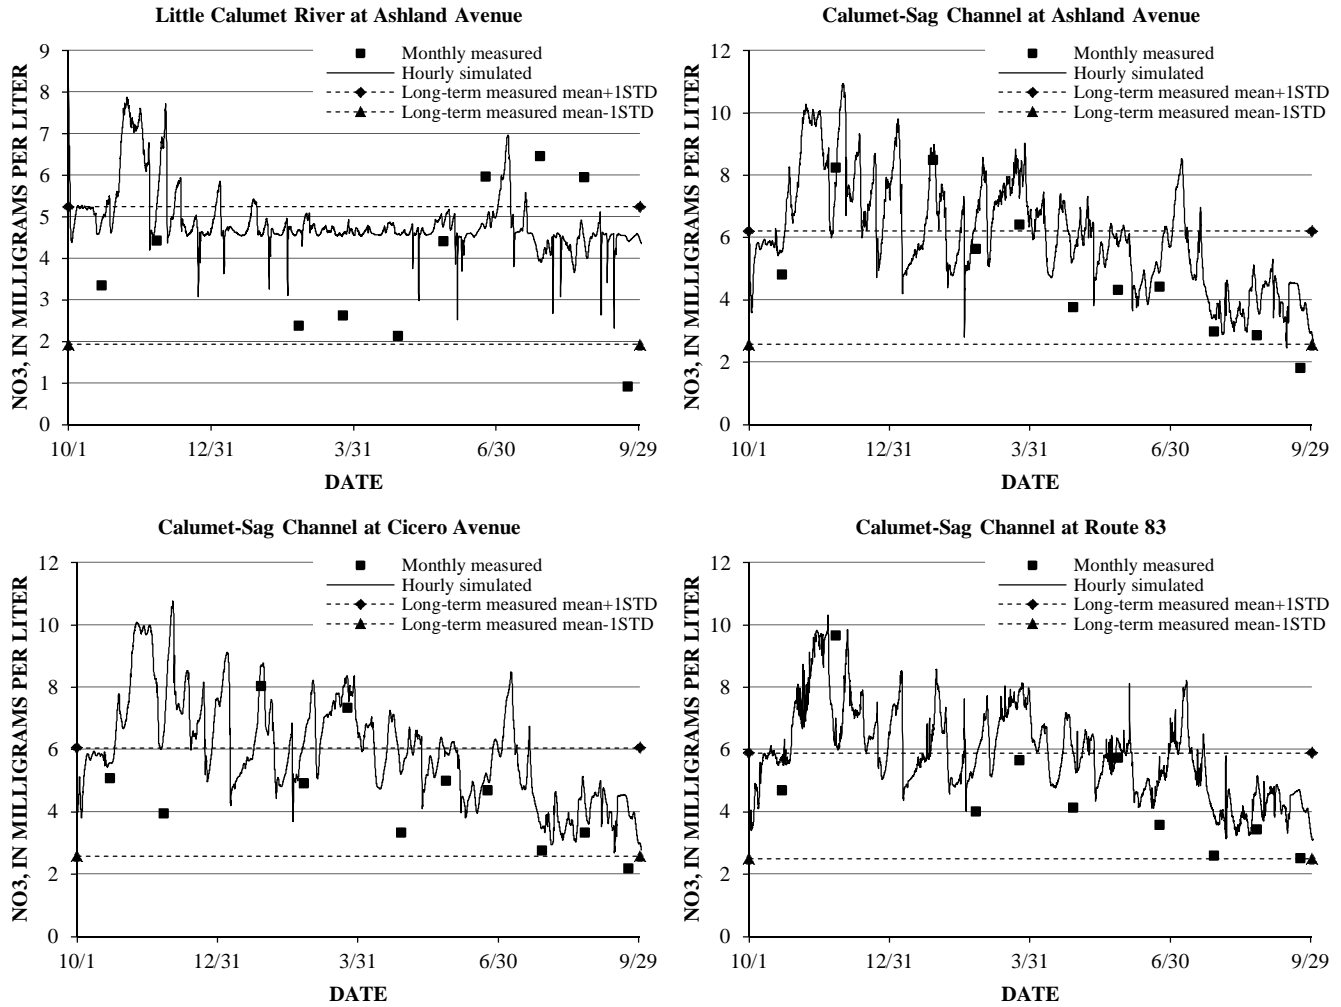 Little Calumet River at Ashland Avenue
NO3, IN MILLIGRAMS PER LITER
9
8
7
6
5
4
3
2
1
0
Monthly measured
Hourly simulated
Long-term measured mean+1STD
Long-term measured mean-1STD
10/1 12/31 3/31 6/30 9/29
DATE
Calumet-Sag Channel at Ashland Avenue
NO3, IN MILLIGRAMS PER LITER
12
10
8
6
4
2
0
Monthly measured
Hourly simulated
Long-term measured mean+1STD
Long-term measured mean-1STD
10/1 12/31 3/31 6/30 9/29
DATE
Calumet-Sag Channel at Cicero Avenue
NO3, IN MILLIGRAMS PER LITER
12
10
8
6
4
2
0
Monthly measured
Hourly simulated
Long-term measured mean+1STD
Long-term measured mean-1STD
10/1 12/31 3/31 6/30 9/29
DATE
Calumet-Sag Channel at Route 83
NO3, IN MILLIGRAMS PER LITER
12
10
8
6
4
2
0
Monthly measured
Hourly simulated
Long-term measured mean+1STD
Long-term measured mean-1STD
10/1 12/31 3/31 6/30 9/29
DATE